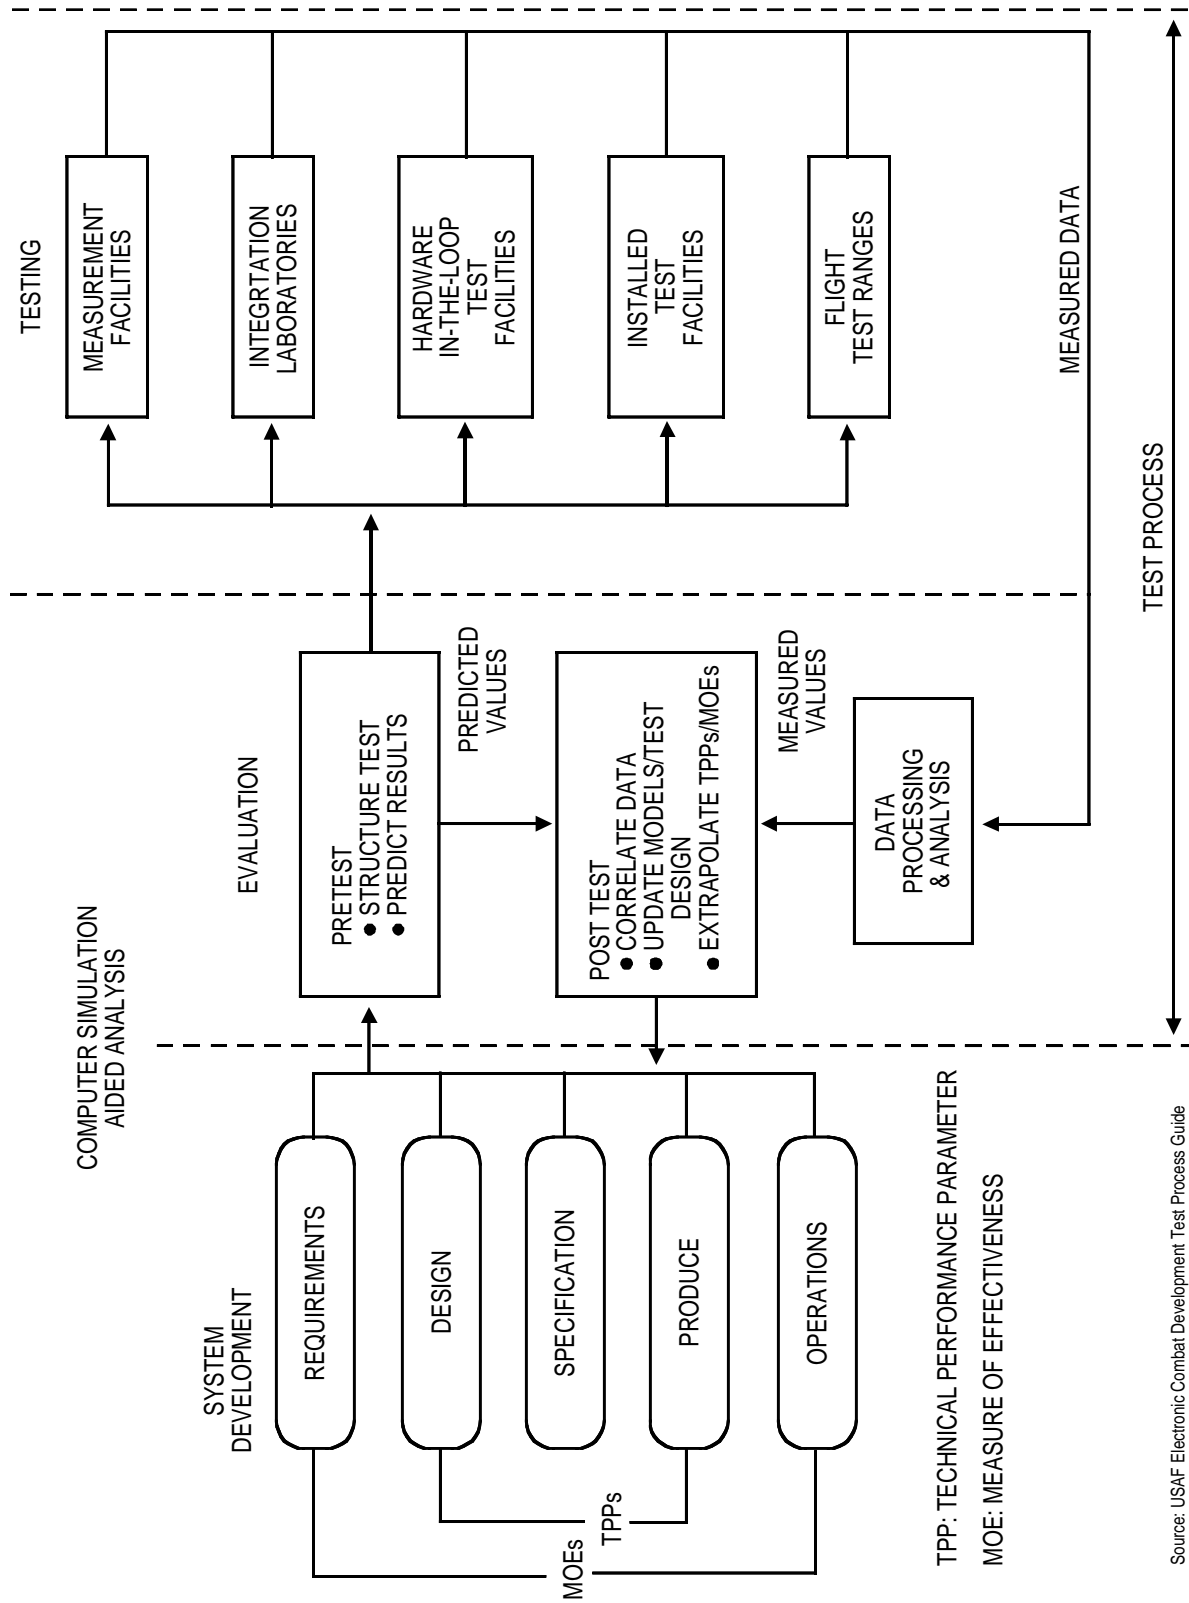 COMPUTER SIMULATION
AIDED ANALYSIS
SYSTEM
DEVELOPMENT
EVALUATION
TESTING
REQUIREMENTS
DESIGN
SPECIFICATION
PRODUCE
OPERATIONS
MOEs
TPPs
PRETEST
● STRUCTURE TEST
● PREDICT RESULTS
PREDICTED
VALUES
POST TEST
● CORRELATE DATA
● UPDATE MODELS/TEST
DESIGN
● EXTRAPOLATE TPPs/MOEs
MEASURED
VALUES
DATA
PROCESSING
& ANALYSIS
MEASUREMENT
FACILITIES
INTEGRTATION
LABORATORIES
HARDWARE
IN-THE-LOOP
TEST
FACILITIES
INSTALLED
TEST
FACILITIES
FLIGHT
TEST RANGES
MEASURED DATA
TEST PROCESS
TPP: TECHNICAL PERFORMANCE PARAMETER
MOE: MEASURE OF EFFECTIVENESS
Source: USAF Electronic Combat Development Test Process Guide